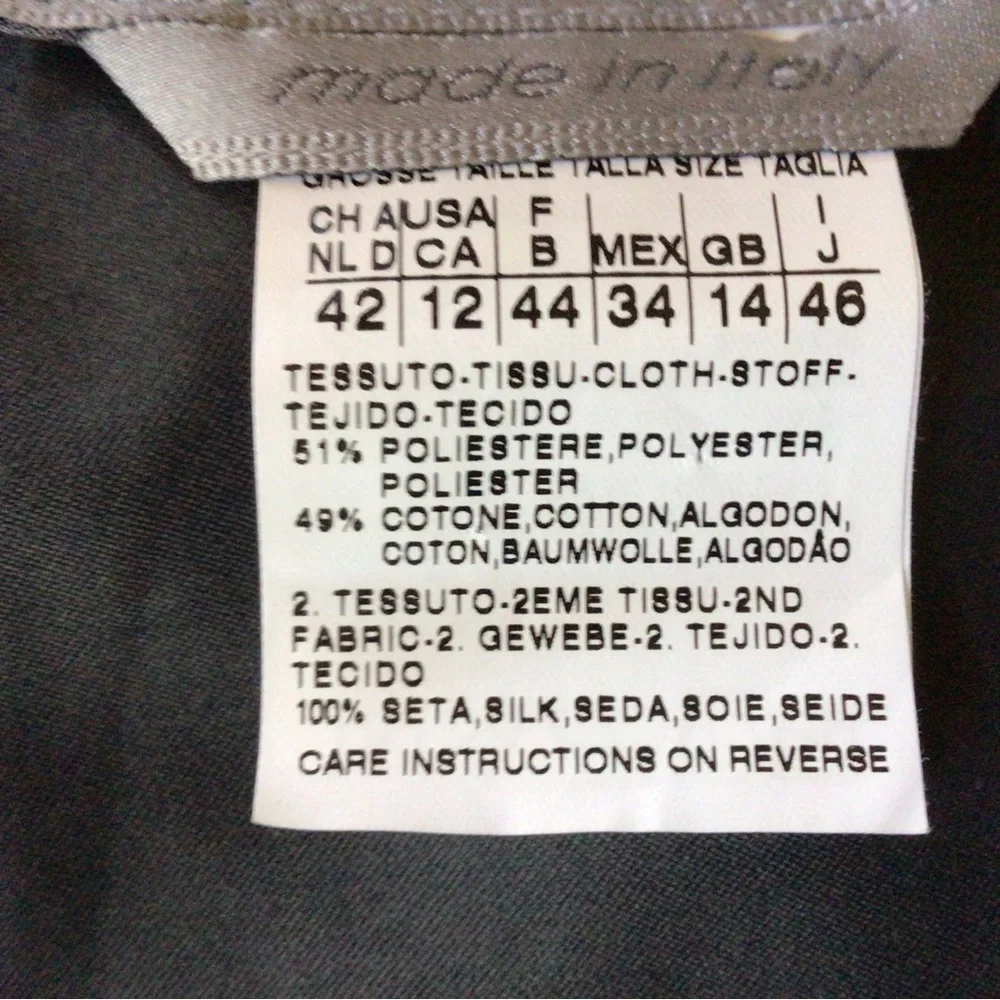 made in Italy
GROSSE TAILLE TALLA SIZE TAGLIA
CH A USA F I
NL D CA B MEX GB J
42 12 44 34 14 46
TESSUTO-TISSU-CLOTH-STOFF-
TEJIDO-TECIDO
51% POLIESTERE,POLYESTER,
POLIESTER
49% COTONE,COTTON,ALGODON,
COTON,BAUMWOLLE,ALGODÃO
2. TESSUTO-2EME TISSU-2ND
FABRIC-2. GEWEBE-2. TEJIDO-2.
TECIDO
100% SETA,SILK,SEDA,SOIE,SEIDE
CARE INSTRUCTIONS ON REVERSE